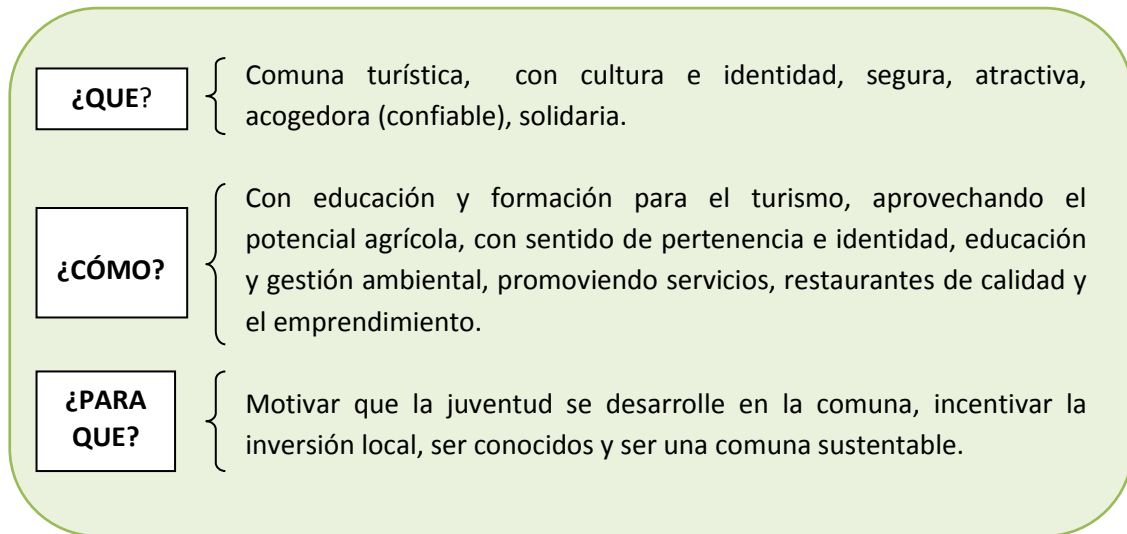 ¿QUE?
Comuna turística, con cultura e identidad, segura, atractiva,
acogedora (confiable), solidaria.
¿CÓMO?
Con educación y formación para el turismo, aprovechando el
potencial agrícola, con sentido de pertenencia e identidad, educación
y gestión ambiental, promoviendo servicios, restaurantes de calidad y
el emprendimiento.
¿PARA
QUE?
Motivar que la juventud se desarrolle en la comuna, incentivar la
inversión local, ser conocidos y ser una comuna sustentable.